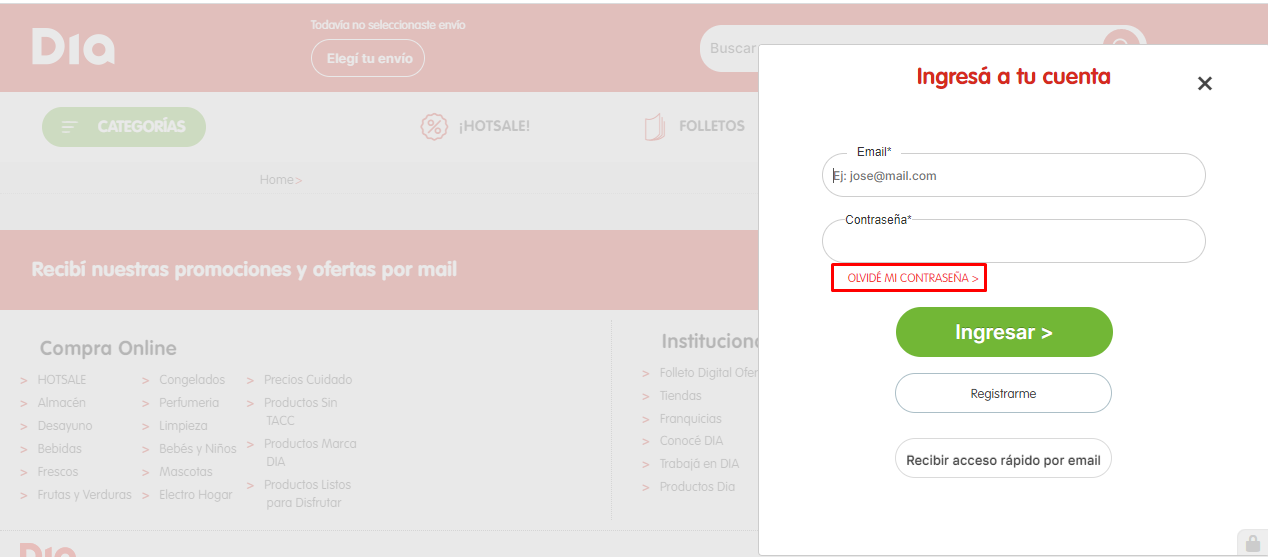 Dia
Todavía no seleccionaste envío
Elegí tu envío
Buscar
CATEGORÍAS
¡HOTSALE!
FOLLETOS
Home>
Recibí nuestras promociones y ofertas por mail
Compra Online
> HOTSALE
> Almacén
> Desayuno
> Bebidas
> Frescos
> Frutas y Verduras
> Congelados
> Perfumeria
> Limpieza
> Bebés y Niños
> Mascotas
> Electro Hogar
> Precios Cuidado
> Productos Sin
TACC
> Productos Marca
DIA
> Productos Listos
para Disfrutar
Instituciona
> Folleto Digital Ofer
> Tiendas
> Franquicias
> Conocé DIA
> Trabajá en DIA
> Productos Dia
Ingresá a tu cuenta
Email*
Ej: jose@mail.com
Contraseña*
OLVIDÉ MI CONTRASEÑA >
Ingresar >
Registrarme
Recibir acceso rápido por email
Dia